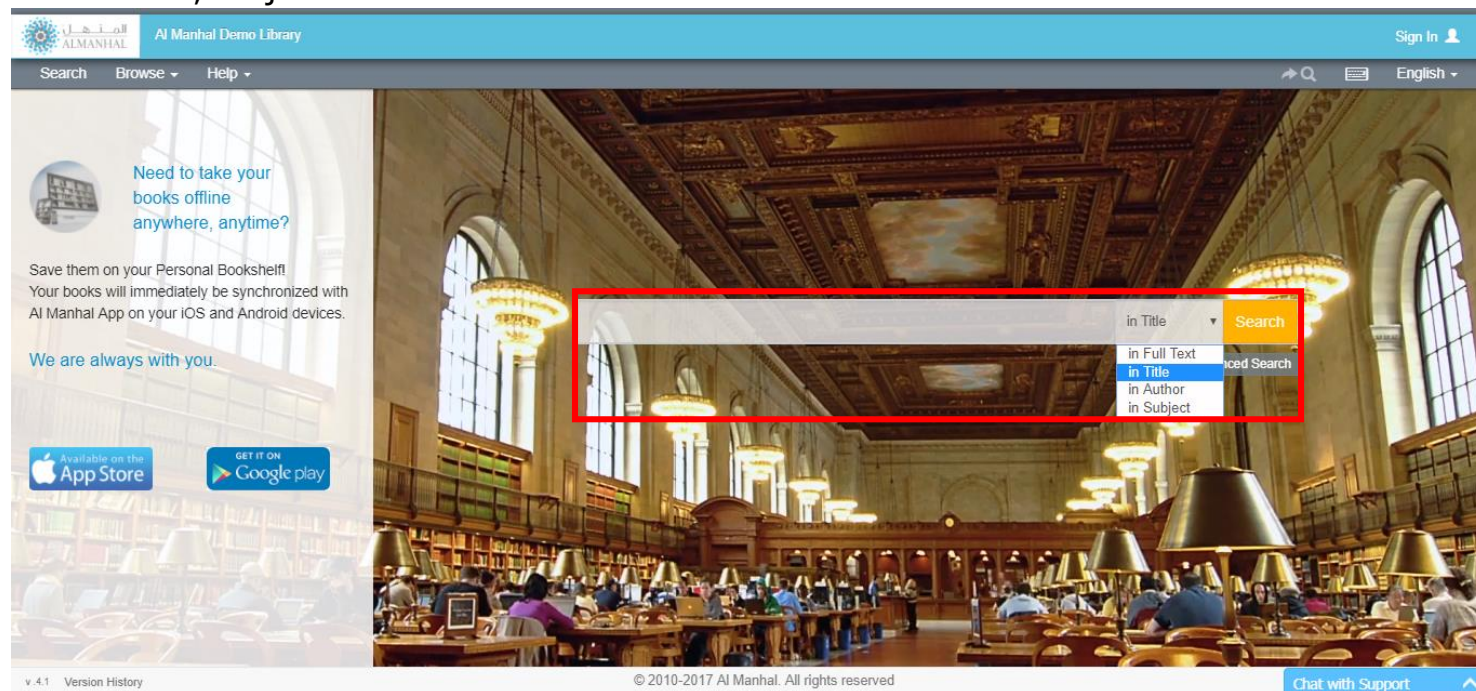 المنهل
ALMANHAL
Al Manhal Demo Library
Sign In
Search Browse Help
English
Need to take your
books offline
anywhere, anytime?
Save them on your Personal Bookshelf!
Your books will immediately be synchronized with
Al Manhal App on your iOS and Android devices.
We are always with you.
in Title Search
in Full Text
in Title
in Author
in Subject
nced Search
Available on the
App Store
GET IT ON
Google play
v .4.1 Version History
© 2010-2017 Al Manhal. All rights reserved
Chat with Support